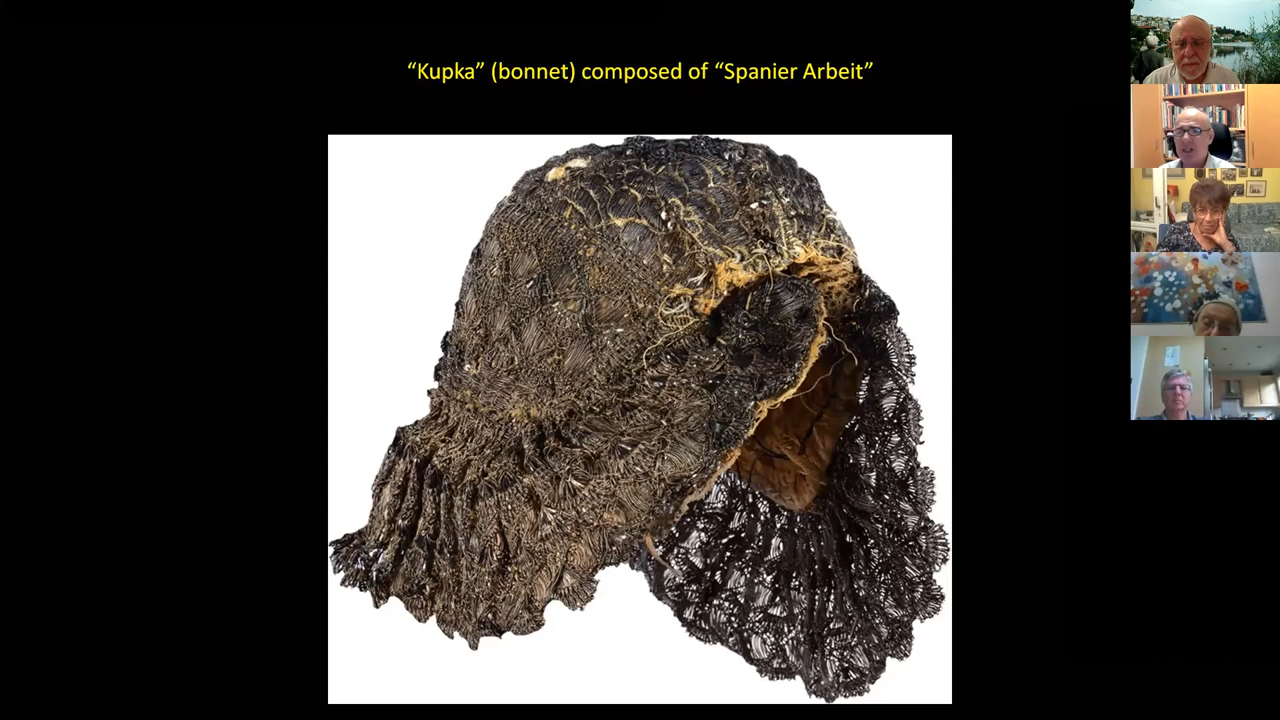 “Kupka” (bonnet) composed of “Spanier Arbeit”